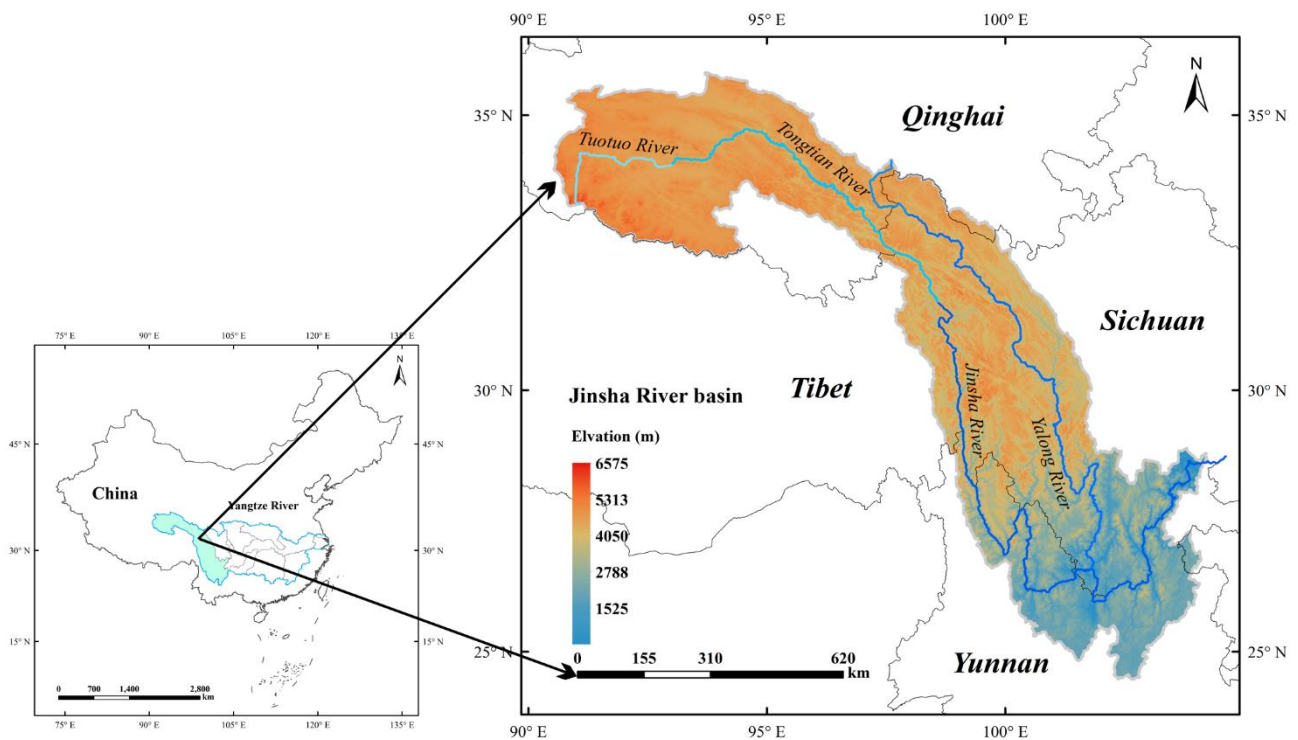 90° E
95° E
100° E
35° N
30° N
25° N
N
Qinghai
Tuotuo River
Tongtian River
Sichuan
Tibet
Jinsha River
Yalong River
Yunnan
Jinsha River basin
Elvation (m)
6575
5313
4050
2788
1525
0 155 310 620
km
90° E
95° E
100° E
75° E
90° E
105° E
120° E
135° E
N
45° N
30° N
15° N
45° N
30° N
15° N
China
Yangtze River
0 700 1,400 2,800
km
75° E
90° E
105° E
120° E
135° E